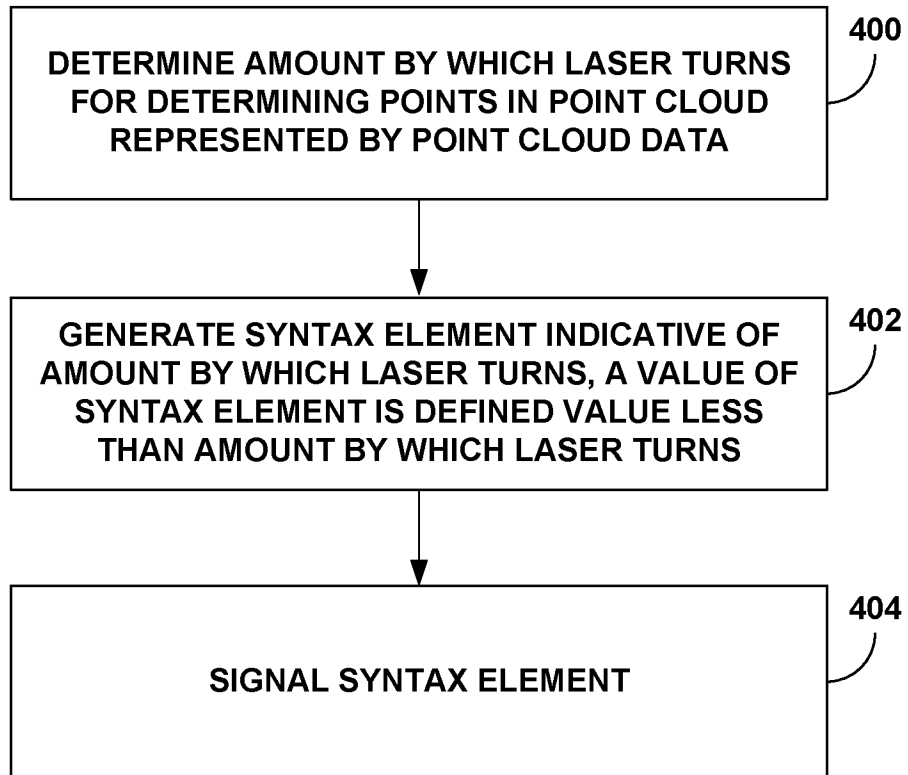 400
DETERMINE AMOUNT BY WHICH LASER TURNS
FOR DETERMINING POINTS IN POINT CLOUD
REPRESENTED BY POINT CLOUD DATA
402
GENERATE SYNTAX ELEMENT INDICATIVE OF
AMOUNT BY WHICH LASER TURNS, A VALUE OF
SYNTAX ELEMENT IS DEFINED VALUE LESS
THAN AMOUNT BY WHICH LASER TURNS
404
SIGNAL SYNTAX ELEMENT